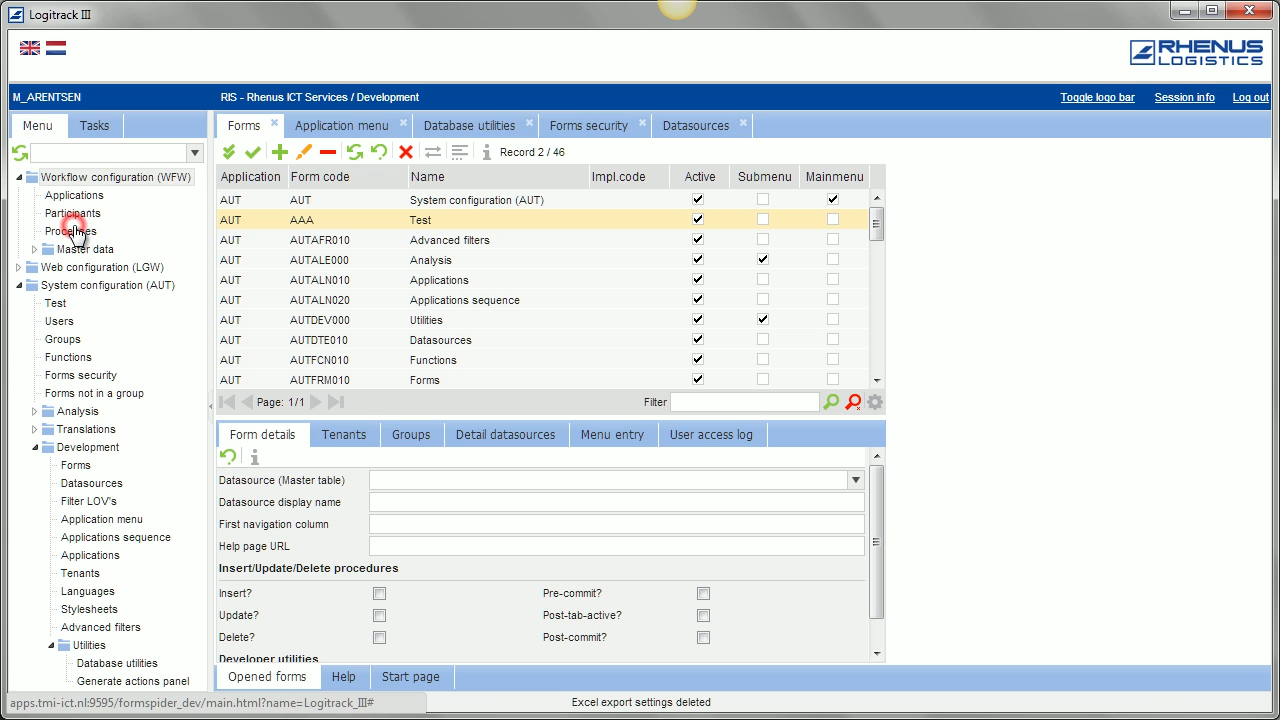 Logitrack III
RHENUS
LOGISTICS
M_ARENTSEN
RIS - Rhenus ICT Services / Development
Toggle logo bar Session info Log out
Menu Tasks
Forms Application menu Database utilities Forms security Datasources
Record 2 / 46
Workflow configuration (WFW)
Applications
Participants
Processes
Master data
Web configuration (LGW)
System configuration (AUT)
Test
Users
Groups
Functions
Forms security
Forms not in a group
Analysis
Translations
Development
Forms
Datasources
Filter LOV's
Application menu
Applications sequence
Applications
Tenants
Languages
Stylesheets
Advanced filters
Utilities
Database utilities
Generate actions panel
Application Form code Name Impl.code Active Submenu Mainmenu
AUT AUT System configuration (AUT)
AUT AAA Test
AUT AUTAFR010 Advanced filters
AUT AUTALE000 Analysis
AUT AUTALN010 Applications
AUT AUTALN020 Applications sequence
AUT AUTDEV000 Utilities
AUT AUTDTE010 Datasources
AUT AUTFCN010 Functions
AUT AUTFRM010 Forms
Page: 1/1 Filter
Form details Tenants Groups Detail datasources Menu entry User access log
Datasource (Master table)
Datasource display name
First navigation column
Help page URL
Insert/Update/Delete procedures
Insert? Pre-commit?
Update? Post-tab-active?
Delete? Post-commit?
Developer utilities
Opened forms Help Start page
apps.tmi-ict.nl:9595/formspider_dev/main.html?name=Logitrack_III#
Excel export settings deleted